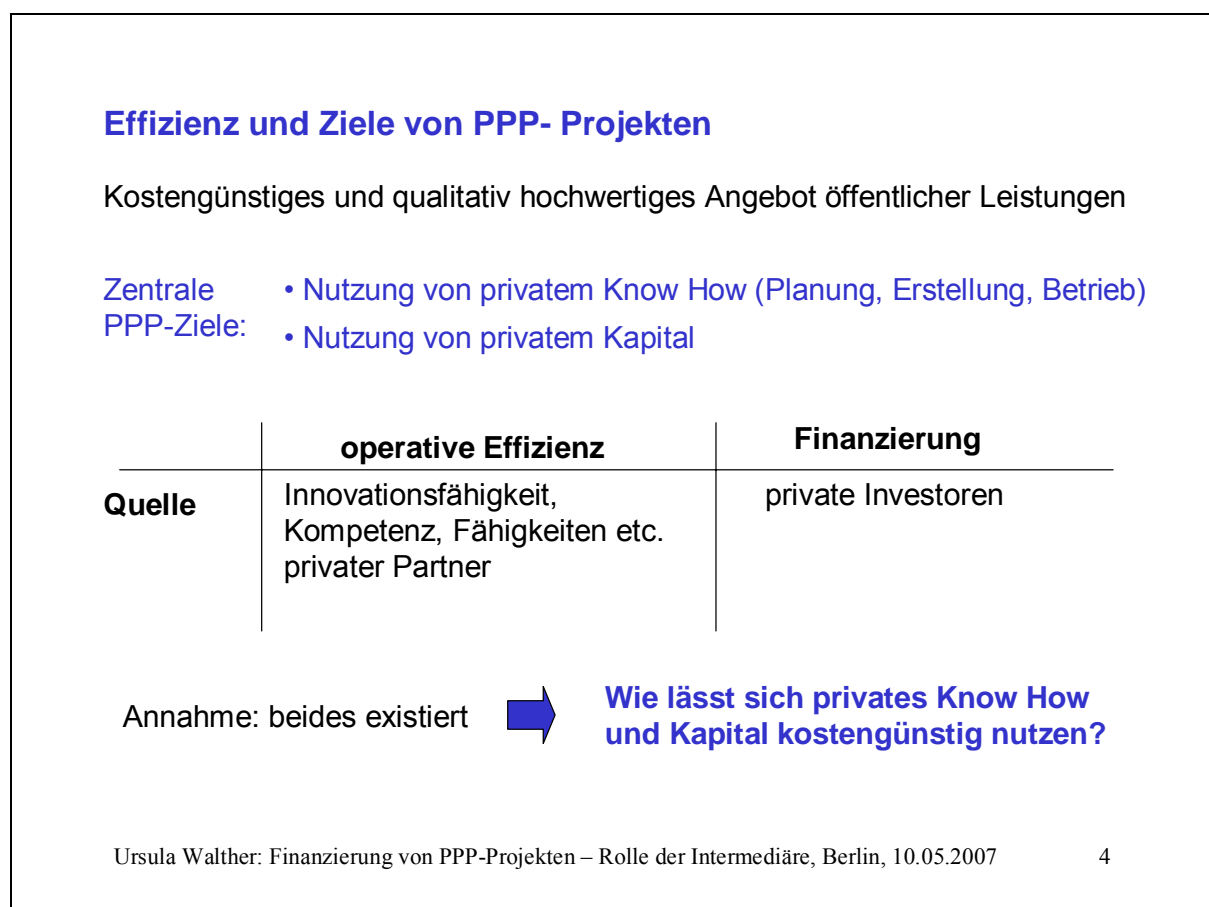 Effizienz und Ziele von PPP- Projekten
Kostengünstiges und qualitativ hochwertiges Angebot öffentlicher Leistungen
Zentrale
PPP-Ziele:
• Nutzung von privatem Know How (Planung, Erstellung, Betrieb)
• Nutzung von privatem Kapital
operative Effizienz
Finanzierung
Quelle
Innovationsfähigkeit,
Kompetenz, Fähigkeiten etc.
privater Partner
private Investoren
Annahme: beides existiert
Wie lässt sich privates Know How
und Kapital kostengünstig nutzen?
Ursula Walther: Finanzierung von PPP-Projekten – Rolle der Intermediäre, Berlin, 10.05.2007 4